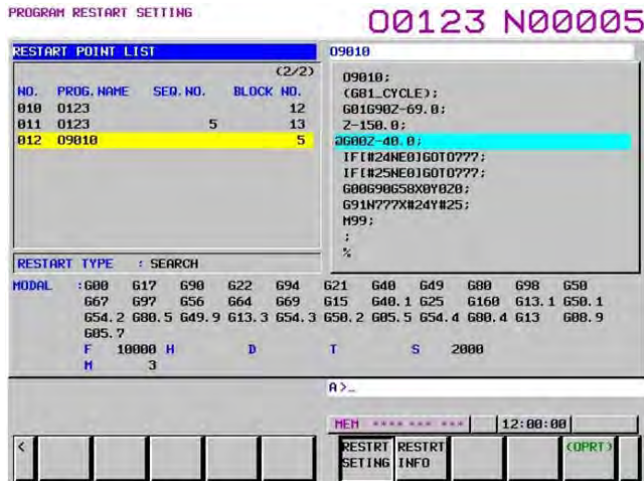 PROGRAM RESTART SETTING
O0123 N00005
RESTART POINT LIST
(2/2)
NO. PROG.NAME SEQ.NO. BLOCK NO.
010 O0123 12
011 O0123 5 13
012 O9010 5
O9010
O9010;
(G81_CYCLE);
G01G90Z-69.0;
Z-150.0;
G00Z-40.0;
IF[#24NE0]GOTO777;
IF[#25NE0]GOTO777;
G00G90G58X0Y020;
G91N777X#24Y#25;
M99;
;
%
RESTART TYPE : SEARCH
MODAL :G00 G17 G90 G22 G94 G21 G40 G49 G80 G98 G50
G67 G97 G56 G64 G69 G15 G40.1 G25 G160 G13.1 G50.1
G54.2 G80.5 G49.9 G13.3 G54.3 G50.2 G05.5 G54.4 G80.4 G13 G08.9
G05.7
F 10000 H D T S 2000
M 3
A>_
MEM **** *** *** 12:00:00
< RESTRT SETING RESTRT INFO (OPRT)